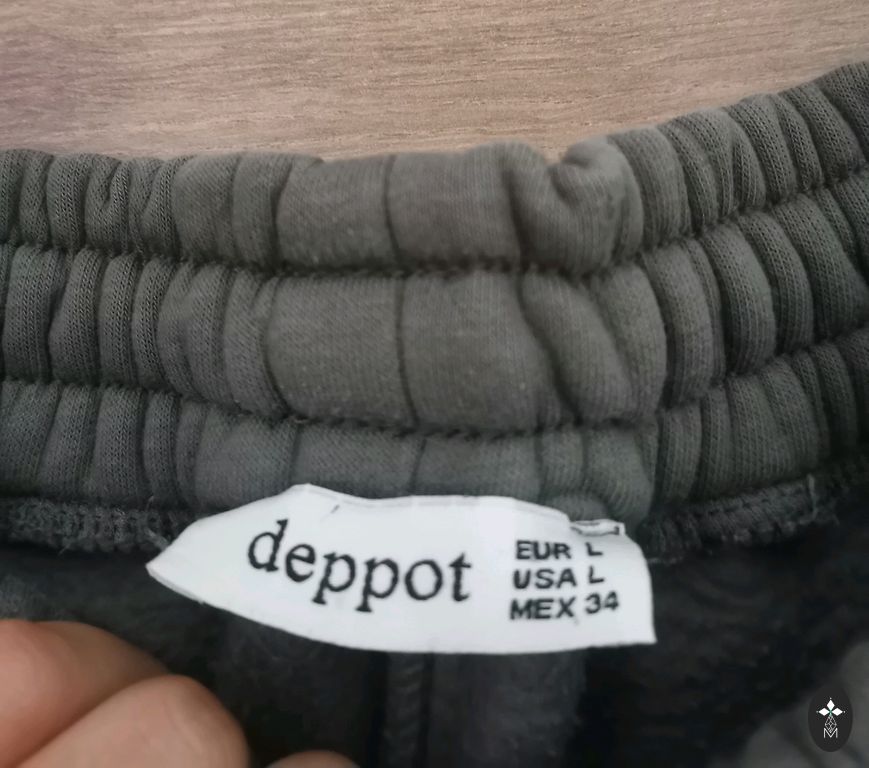 deppot
EUR L
USA L
MEX 34